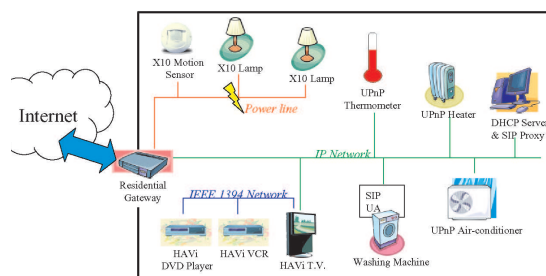 X10 Motion
Sensor
X10 Lamp
X10 Lamp
Power line
UPnP
Thermometer
UPnP Heater
DHCP Server
& SIP Proxy
Internet
IP Network
Residential
Gateway
IEEE 1394 Network
SIP
UA
HAVi
DVD Player
HAVi VCR
HAVi T.V.
Washing Machine
UPnP Air-conditioner